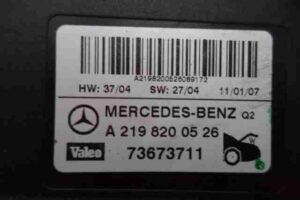 A2198200526089172
HW: 37/04 SW: 27/04 11/01/07
MERCEDES-BENZ Q2
A 219 820 05 26
Valeo 73673711